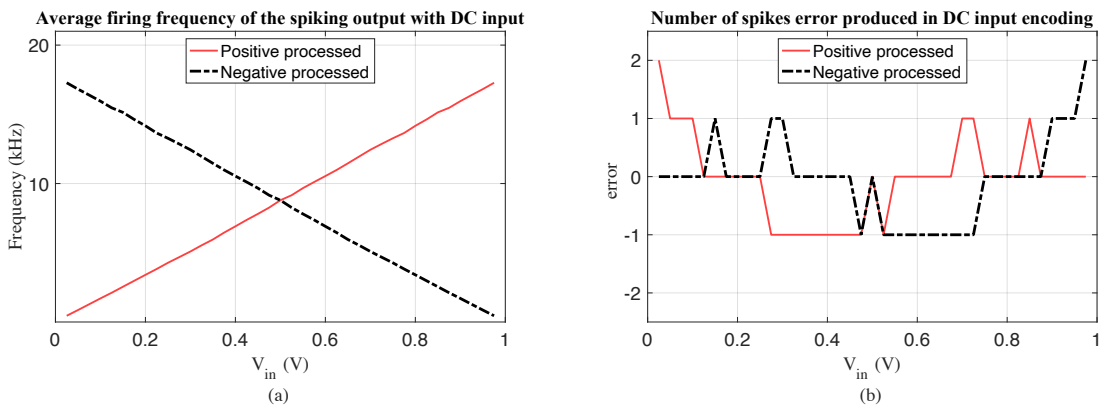 Average firing frequency of the spiking output with DC input
20
10
Frequency (kHz)
Positive processed
Negative processed
0
0.2
0.4
0.6
0.8
1
V_in (V)
(a)
Number of spikes error produced in DC input encoding
2
1
0
-1
-2
error
Positive processed
Negative processed
0
0.2
0.4
0.6
0.8
1
V_in (V)
(b)